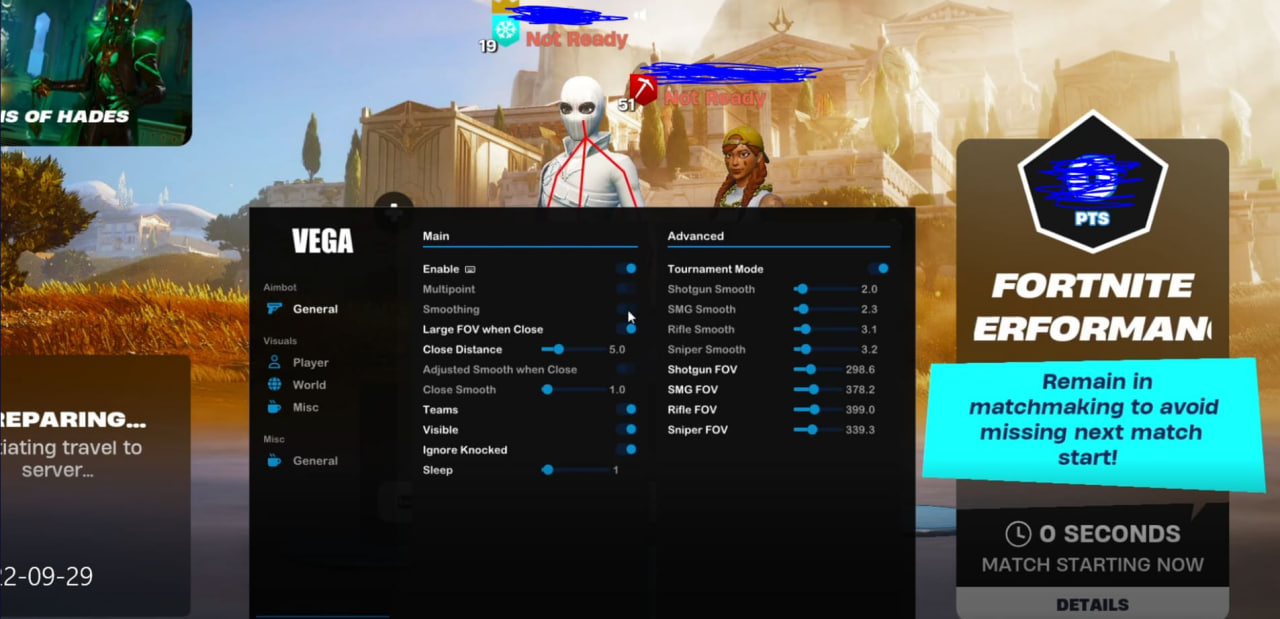 IS OF HADES
19
Not Ready
51
Not Ready
PTS
FORTNITE
ERFORMAN
Remain in
matchmaking to avoid
missing next match
start!
0 SECONDS
MATCH STARTING NOW
DETAILS
REPARING...
tiating travel to
server...
2-09-29
VEGA
Aimbot
General
Visuals
Player
World
Misc
Misc
General
Main
Enable
Multipoint
Smoothing
Large FOV when Close
Close Distance 5.0
Adjusted Smooth when Close
Close Smooth 1.0
Teams
Visible
Ignore Knocked
Sleep 1
Advanced
Tournament Mode
Shotgun Smooth 2.0
SMG Smooth 2.3
Rifle Smooth 3.1
Sniper Smooth 3.2
Shotgun FOV 298.6
SMG FOV 378.2
Rifle FOV 399.0
Sniper FOV 339.3